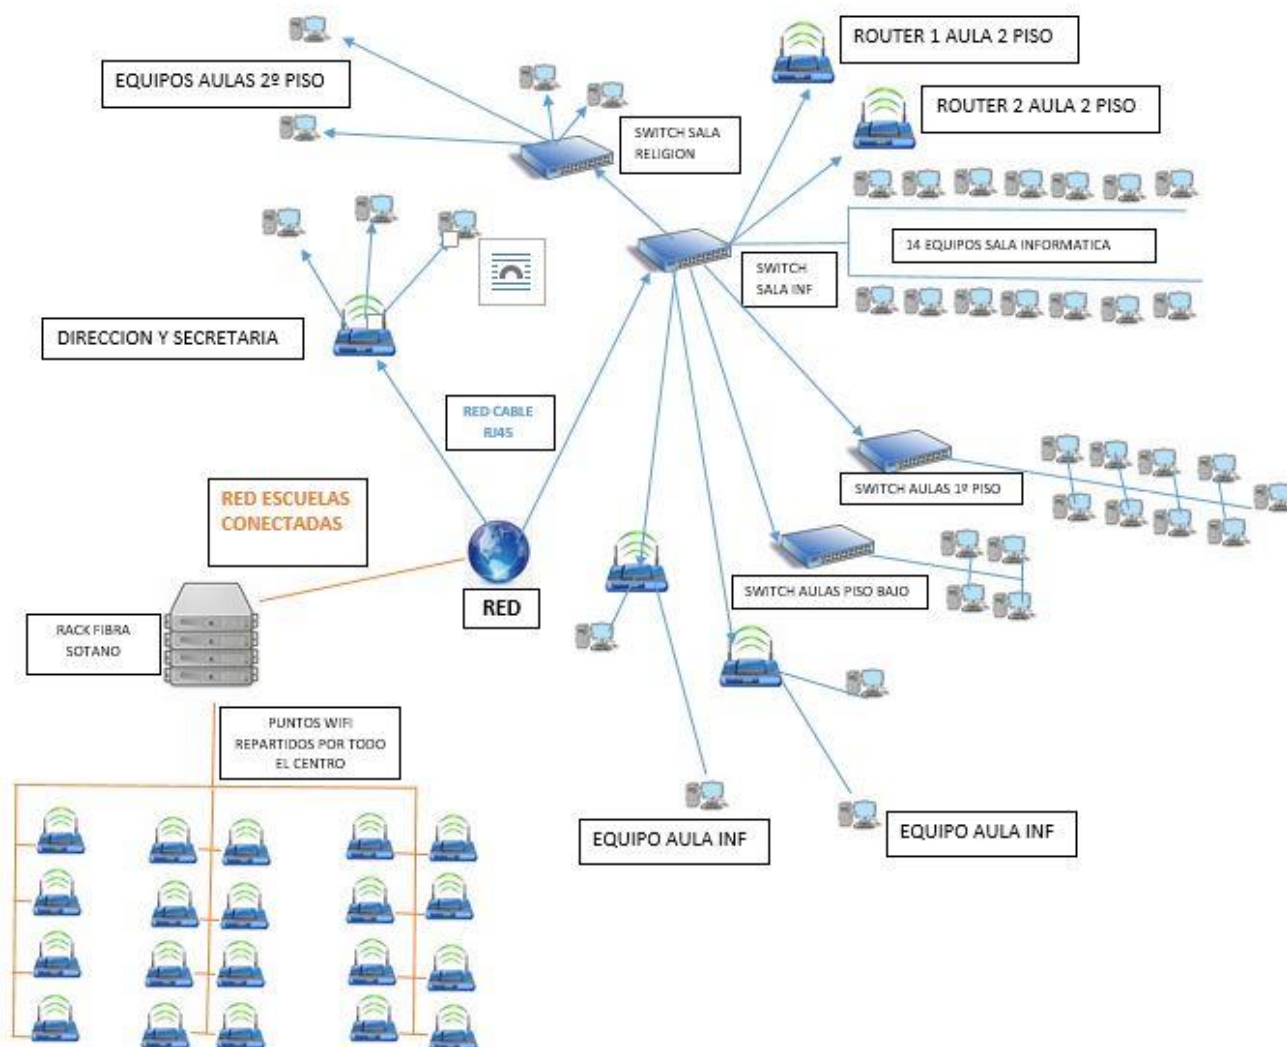 ROUTER 1 AULA 2 PISO
EQUIPOS AULAS 2º PISO
ROUTER 2 AULA 2 PISO
SWITCH SALA
RELIGION
14 EQUIPOS SALA INFORMATICA
SWITCH
SALA INF
DIRECCION Y SECRETARIA
RED CABLE
RJ45
SWITCH AULAS 1º PISO
RED ESCUELAS
CONECTADAS
SWITCH AULAS PISO BAJO
RED
RACK FIBRA
SOTANO
PUNTOS WIFI
REPARTIDOS POR TODO
EL CENTRO
EQUIPO AULA INF
EQUIPO AULA INF